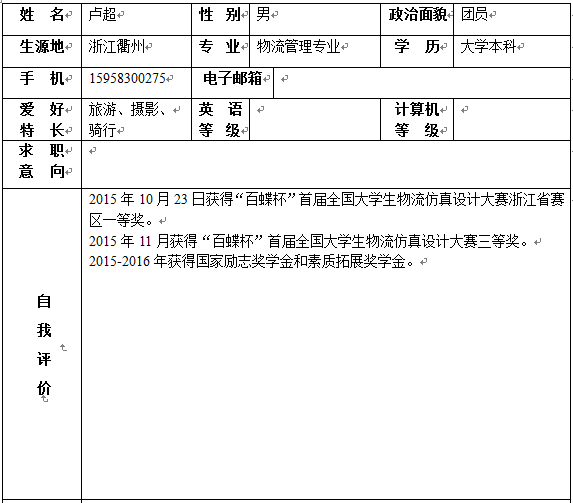 姓 名 卢超 性 别 男 政治面貌 团员
生源地 浙江衢州 专 业 物流管理专业 学 历 大学本科
手 机 15958300275 电子邮箱
爱 好 旅游、摄影、 英 语 计算机
特 长 骑行 等 级 等 级
求 职
意 向
2015 年 10 月 23 日获得“百蝶杯”首届全国大学生物流仿真设计大赛浙江省赛
区一等奖。
2015 年 11 月获得“百蝶杯”首届全国大学生物流仿真设计大赛三等奖。
2015-2016 年获得国家励志奖学金和素质拓展奖学金。
自
我
评
价